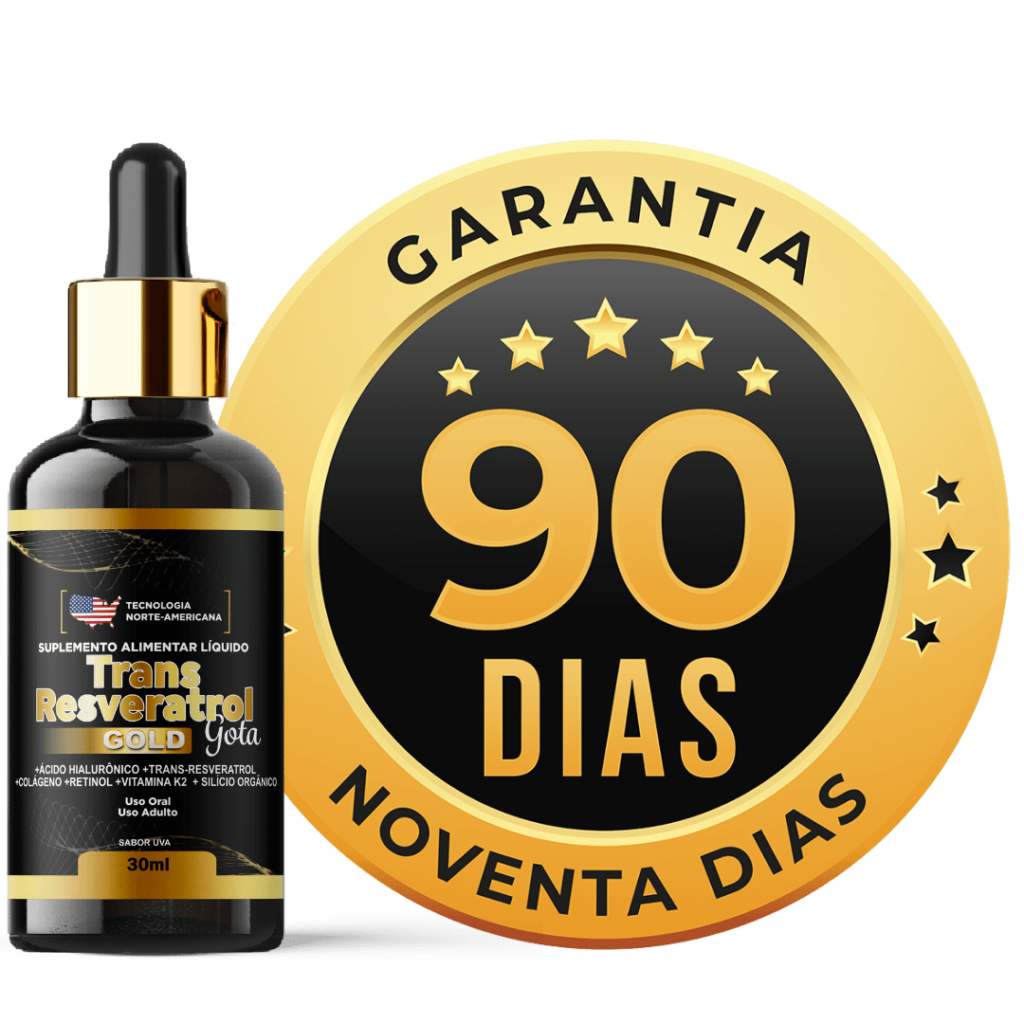 GARANTIA
90
DIAS
NOVENTA DIAS
TECNOLOGIA
NORTE-AMERICANA
SUPLEMENTO ALIMENTAR LÍQUIDO
Trans
Resveratrol
GOLD Gota
+ÁCIDO HIALURÔNICO +TRANS-RESVERATROL
+COLÁGENO +RETINOL +VITAMINA K2 + SILÍCIO ORGÂNICO
Uso Oral
Uso Adulto
SABOR UVA
30ml